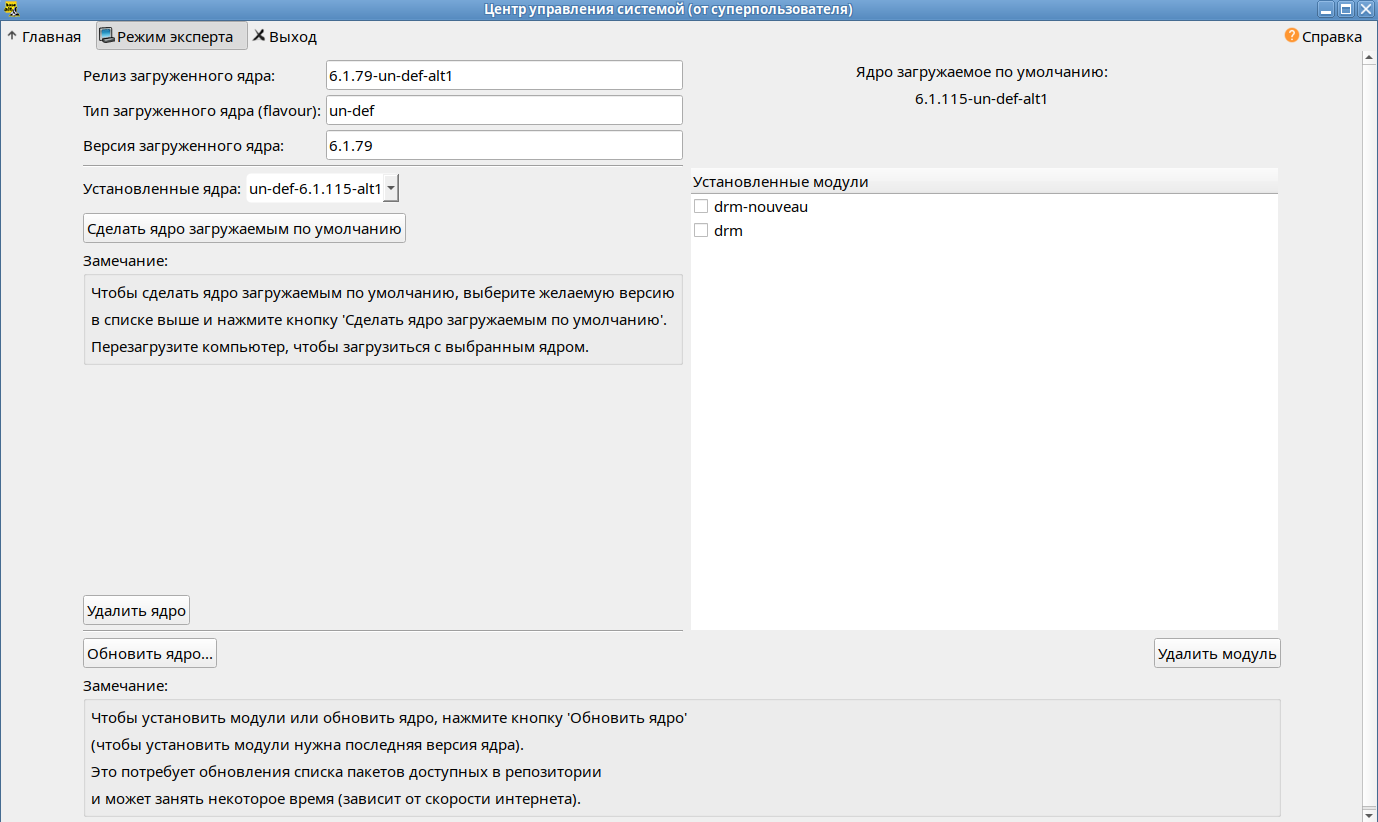 Центр управления системой (от суперпользователя)
Главная
Режим эксперта
Выход
Справка
Релиз загруженного ядра: 6.1.79-un-def-alt1
Тип загруженного ядра (flavour): un-def
Версия загруженного ядра: 6.1.79
Ядро загружаемое по умолчанию:
6.1.115-un-def-alt1
Установленные ядра: un-def-6.1.115-alt1
Сделать ядро загружаемым по умолчанию
Замечание:
Чтобы сделать ядро загружаемым по умолчанию, выберите желаемую версию
в списке выше и нажмите кнопку 'Сделать ядро загружаемым по умолчанию'.
Перезагрузите компьютер, чтобы загрузиться с выбранным ядром.
Установленные модули
drm-nouveau
drm
Удалить ядро
Обновить ядро...
Удалить модуль
Замечание:
Чтобы установить модули или обновить ядро, нажмите кнопку 'Обновить ядро'
(чтобы установить модули нужна последняя версия ядра).
Это потребует обновления списка пакетов доступных в репозитории
и может занять некоторое время (зависит от скорости интернета).